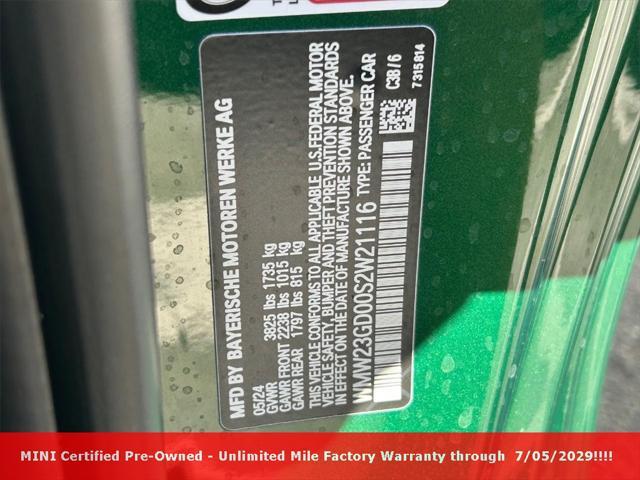 MFD BY BAYERISCHE MOTOREN WERKE AG
05/24
GVWR 3825 lbs 1735 kg
GAWR FRONT 2238 lbs 1015 kg
GAWR REAR 1797 lbs 815 kg
THIS VEHICLE CONFORMS TO ALL APPLICABLE U.S.FEDERAL MOTOR
VEHICLE SAFETY, BUMPER AND THEFT PREVENTION STANDARDS
IN EFFECT ON THE DATE OF MANUFACTURE SHOWN ABOVE.
WMW23GD00S2W21116 TYPE: PASSENGER CAR
C3B / 6
7315814
MINI Certified Pre-Owned - Unlimited Mile Factory Warranty through 7/05/2029!!!!